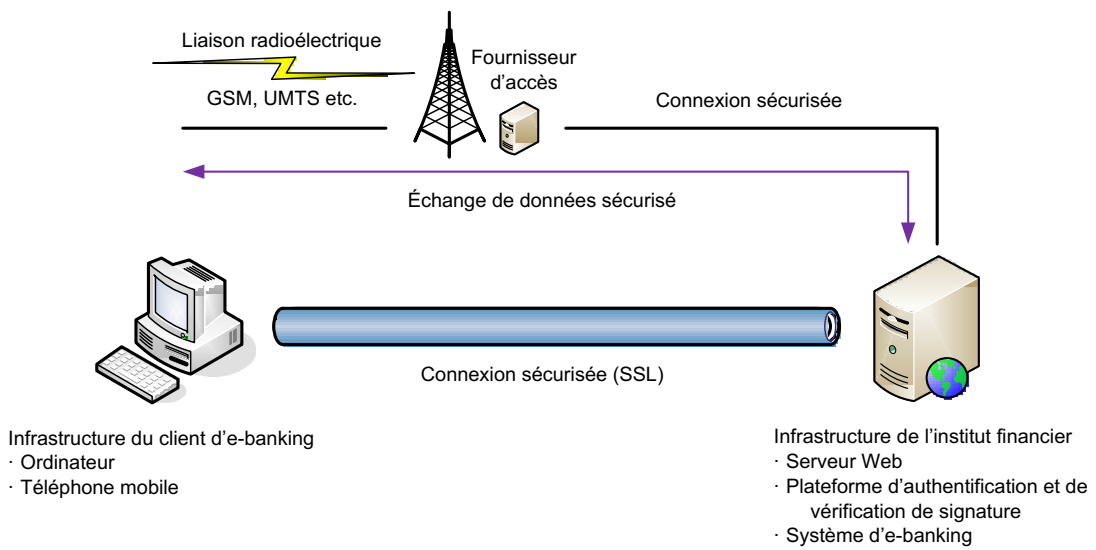 Liaison radioélectrique
GSM, UMTS etc.
Fournisseur
d'accès
Connexion sécurisée
Échange de données sécurisé
Connexion sécurisée (SSL)
Infrastructure du client d'e-banking
· Ordinateur
· Téléphone mobile
Infrastructure de l'institut financier
· Serveur Web
· Plateforme d'authentification et de
vérification de signature
· Système d'e-banking